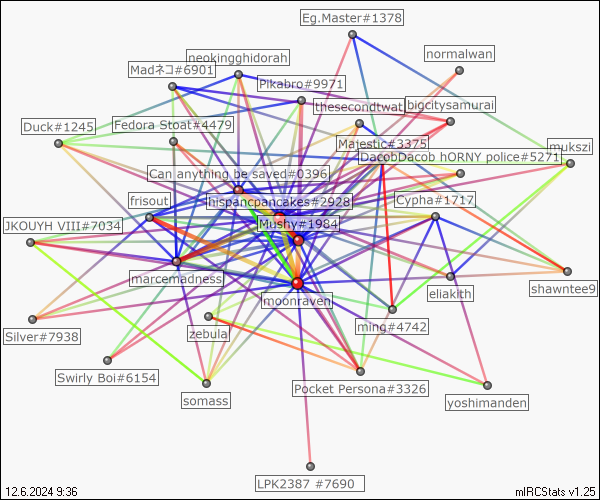 Eg.Master#1378
normalwan
neokingghidorah
Madネコ#6901
Pikabro#9971
thesecondtwat
bigcitysamurai
Duck#1245
Fedora Stoat#4479
Majestic#3375
mukszi
DacobDacob hORNY police#5271
Can anything be saved#0396
frisout
hispancpancakes#2928
Cypha#1717
JKOUYH VIII#7034
Mushy#1984
marcemadness
eliakith
shawntee9
moonraven
ming#4742
Silver#7938
zebula
Swirly Boi#6154
Pocket Persona#3326
somass
yoshimanden
LPK2387 #7690
12.6.2024 9:36
mIRCStats v1.25